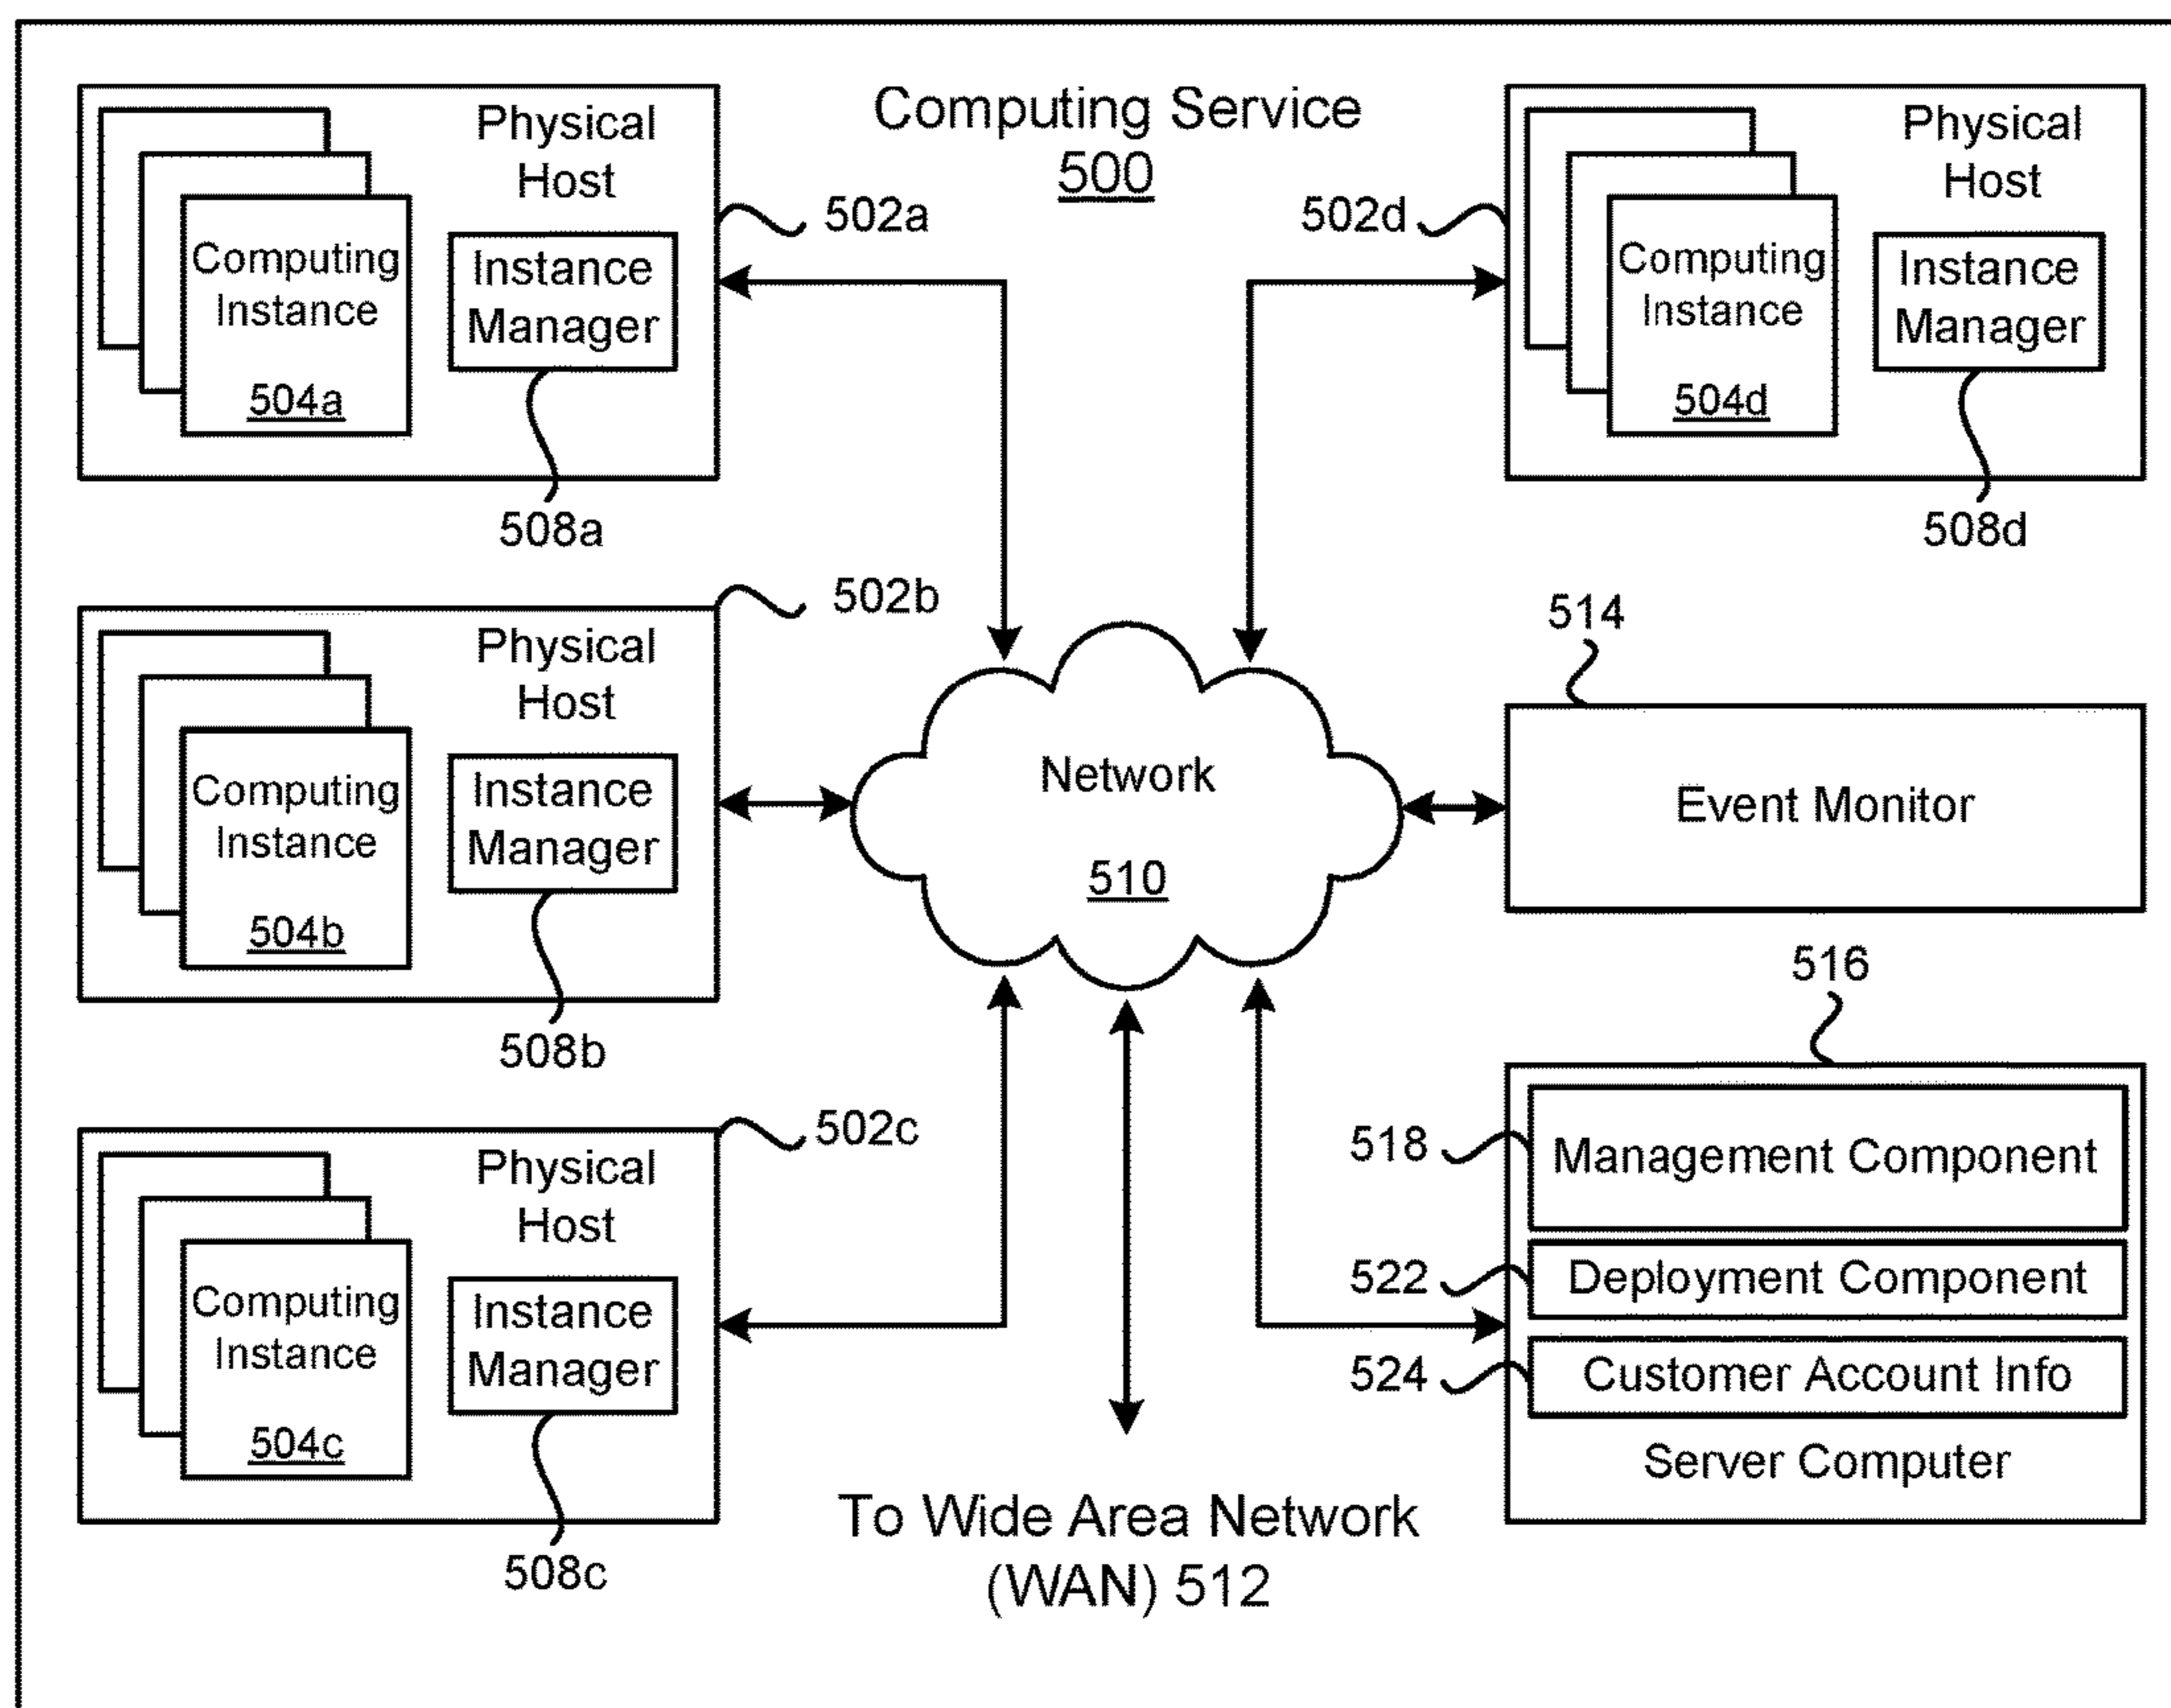 Computing Service
500
Physical
Host
502a
Computing
Instance
504a
Instance
Manager
508a
Physical
Host
502d
Computing
Instance
504d
Instance
Manager
508d
Physical
Host
502b
Computing
Instance
504b
Instance
Manager
508b
Network
510
514
Event Monitor
Physical
Host
502c
Computing
Instance
504c
Instance
Manager
508c
516
518
Management Component
522
Deployment Component
524
Customer Account Info
Server Computer
To Wide Area Network
(WAN) 512